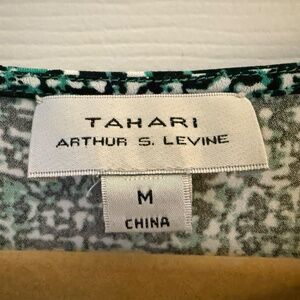 TAHARI
ARTHUR S. LEVINE
M
CHINA